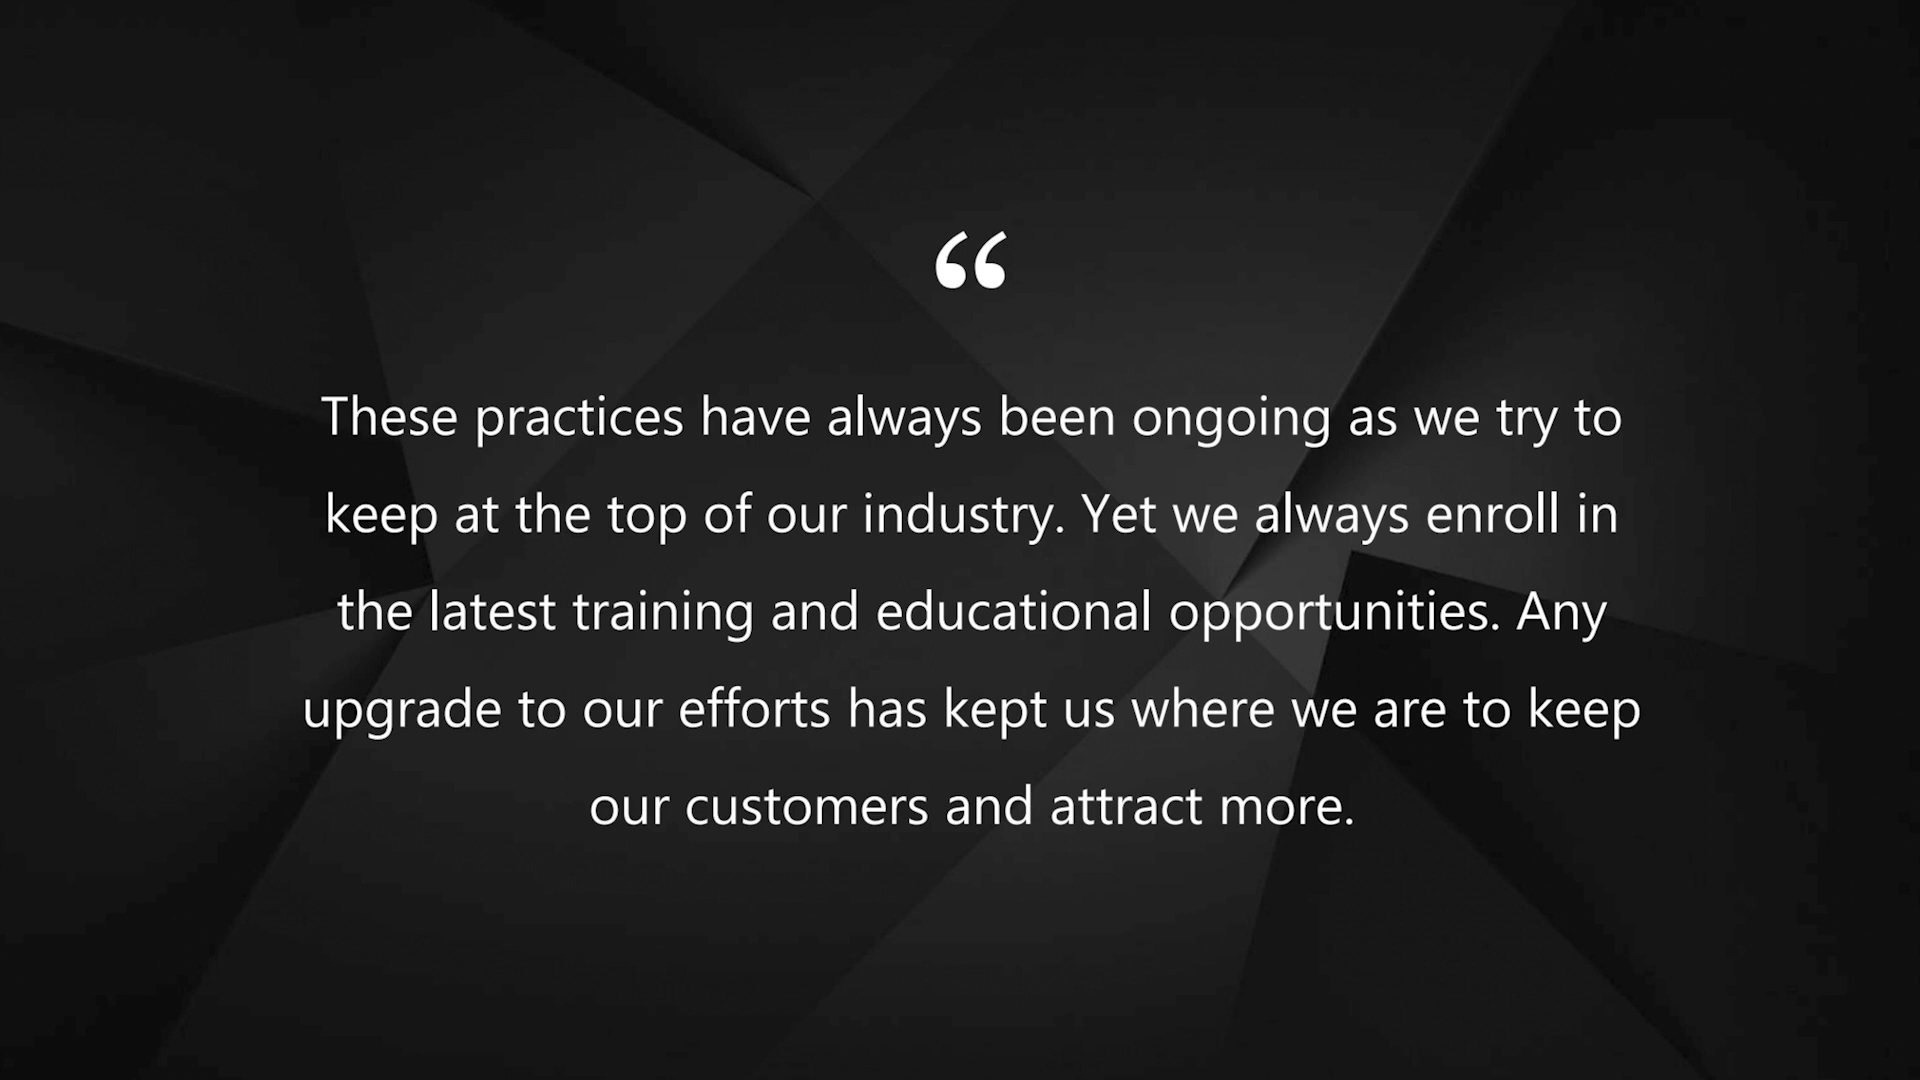 “
These practices have always been ongoing as we try to
keep at the top of our industry. Yet we always enroll in
the latest training and educational opportunities. Any
upgrade to our efforts has kept us where we are to keep
our customers and attract more.